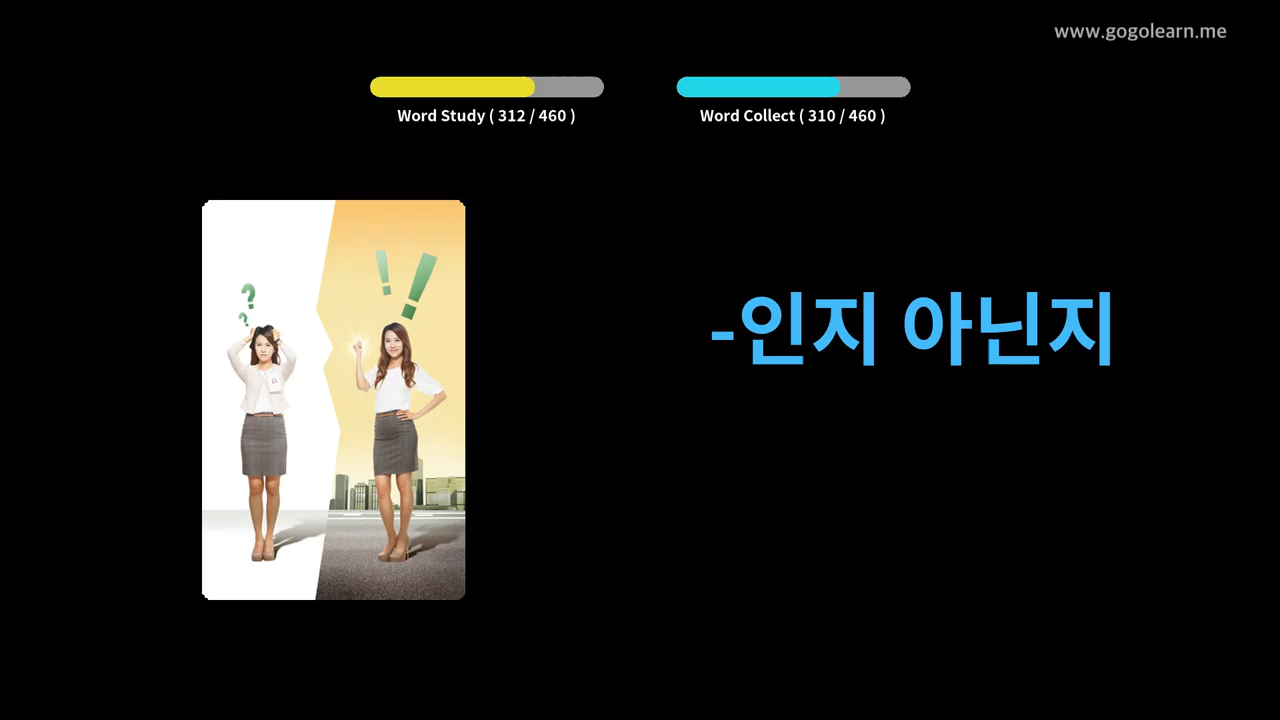 www.gogolearn.me
Word Study ( 312 / 460 )
Word Collect ( 310 / 460 )
? ?
! !
-인지 아닌지